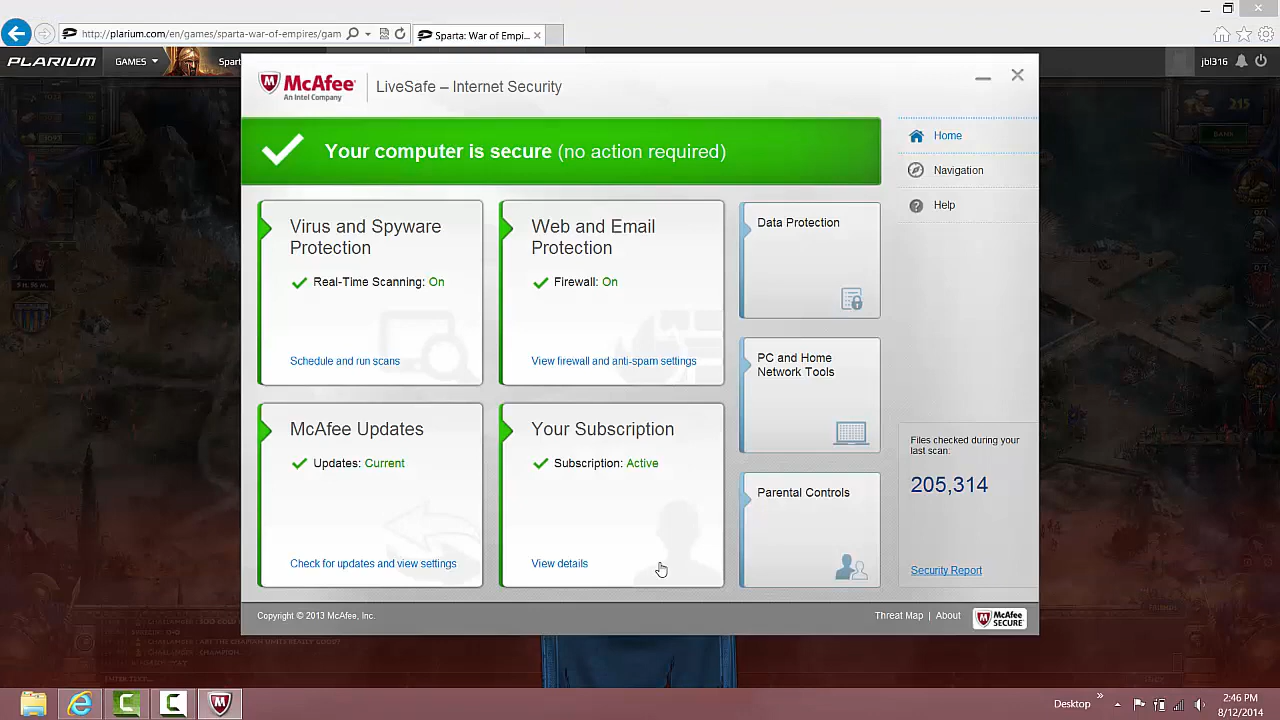 http://plarium.com/en/games/sparta-war-of-empires/gam
Sparta: War of Empi...
PLARIUM
GAMES
Spart
jbl316
McAfee
An Intel Company
LiveSafe – Internet Security
Your computer is secure (no action required)
Home
Navigation
Help
Virus and Spyware
Protection
Real-Time Scanning: On
Schedule and run scans
Web and Email
Protection
Firewall: On
View firewall and anti-spam settings
Data Protection
PC and Home
Network Tools
McAfee Updates
Updates: Current
Check for updates and view settings
Your Subscription
Subscription: Active
View details
Parental Controls
Files checked during your
last scan:
205,314
Security Report
Copyright © 2013 McAfee, Inc.
Threat Map | About
McAfee
SECURE
215
BANK
Desktop
2:46 PM
8/12/2014